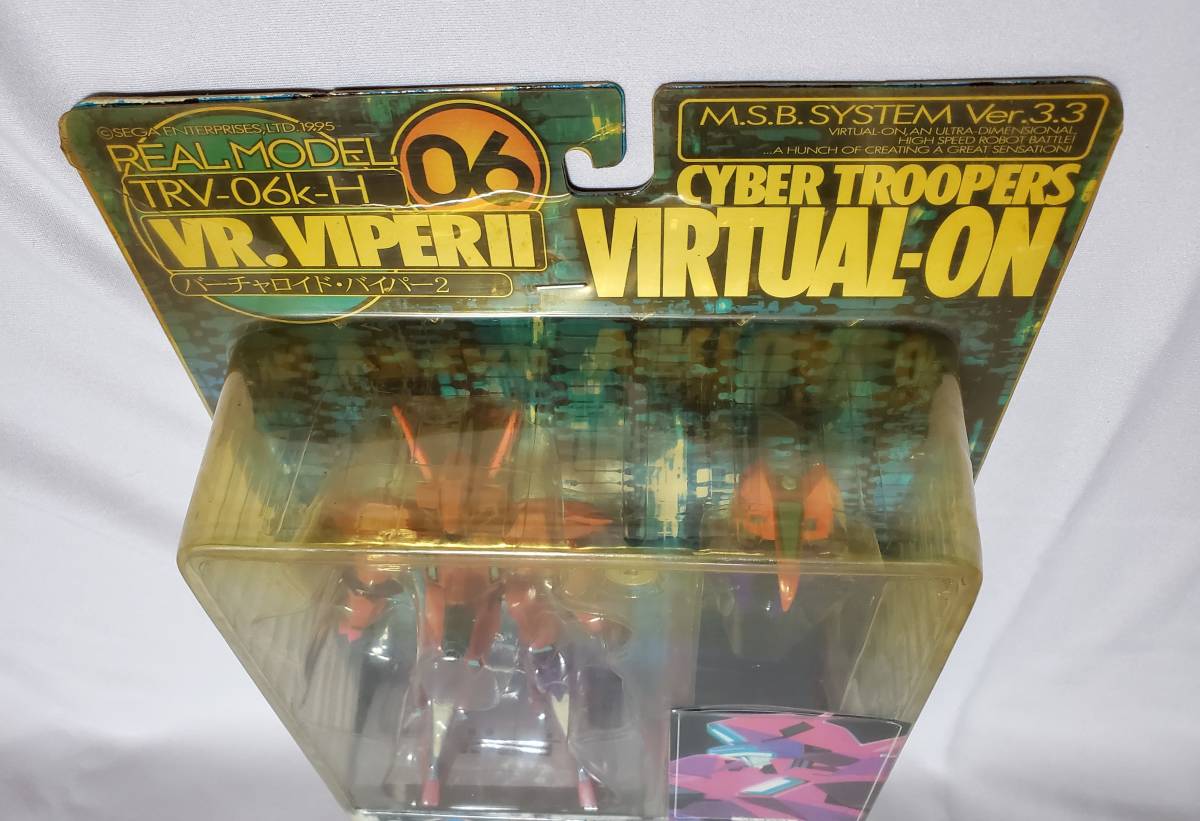 ©SEGA ENTERPRISES, LTD. 1995
REAL MODEL
06
TRV-06k-H
VR. VIPER II
バーチャロイド・バイパー2
M.S.B. SYSTEM Ver. 3.3
VIRTUAL-ON, AN ULTRA-DIMENSIONAL,
HIGH SPEED ROBOT BATTLE!
...A HUNCH OF CREATING A GREAT SENSATION!
CYBER TROOPERS
VIRTUAL-ON